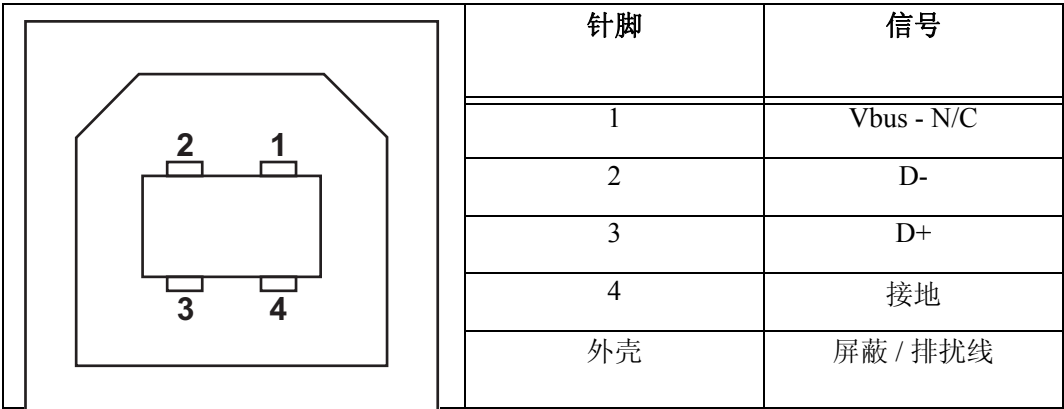 2 1
3 4
针脚 信号
1 Vbus - N/C
2 D-
3 D+
4 接地
外壳 屏蔽 / 排扰线